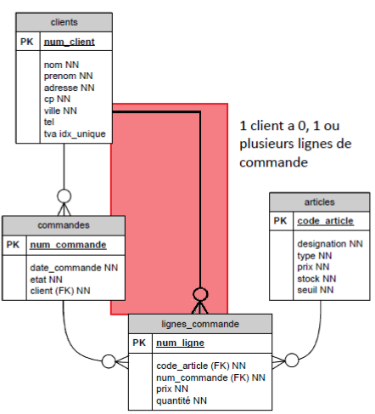 clients
PK num_client
nom NN
prenom NN
adresse NN
cp NN
ville NN
tel
tva idx_unique
1 client a 0, 1 ou
plusieurs lignes de
commande
commandes
PK num_commande
date_commande NN
etat NN
client (FK) NN
articles
PK code_article
designation NN
type NN
prix NN
stock NN
seuil NN
lignes_commande
PK num_ligne
code_article (FK) NN
num_commande (FK) NN
prix NN
quantité NN